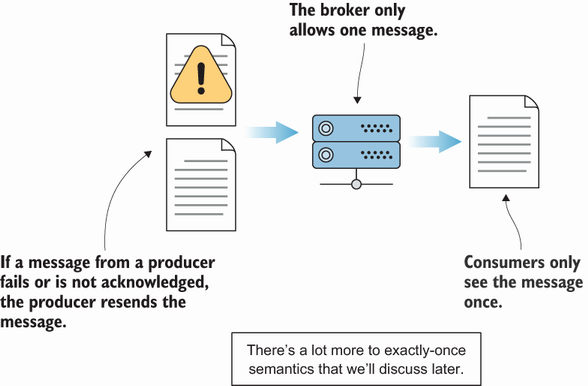 The broker only
allows one message.
If a message from a producer
fails or is not acknowledged,
the producer resends the
message.
Consumers only
see the message
once.
There's a lot more to exactly-once
semantics that we'll discuss later.